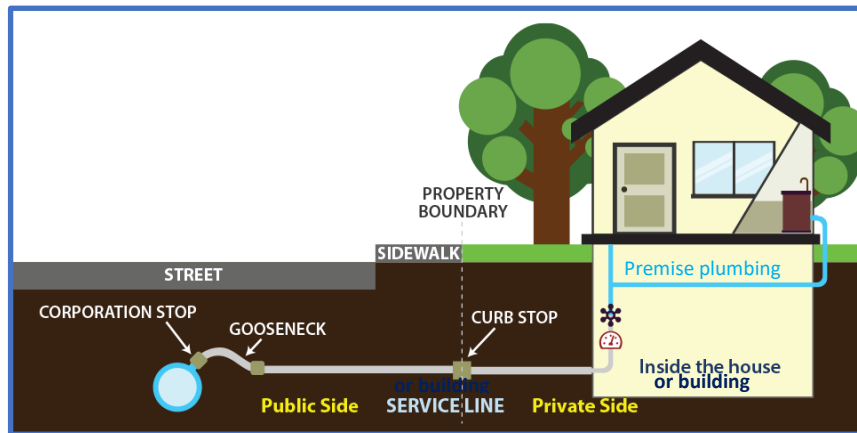 PROPERTY
BOUNDARY
SIDEWALK
STREET
Premise plumbing
CORPORATION STOP
GOOSENECK
CURB STOP
Inside the house
or building
or building
Public Side
SERVICE LINE
Private Side